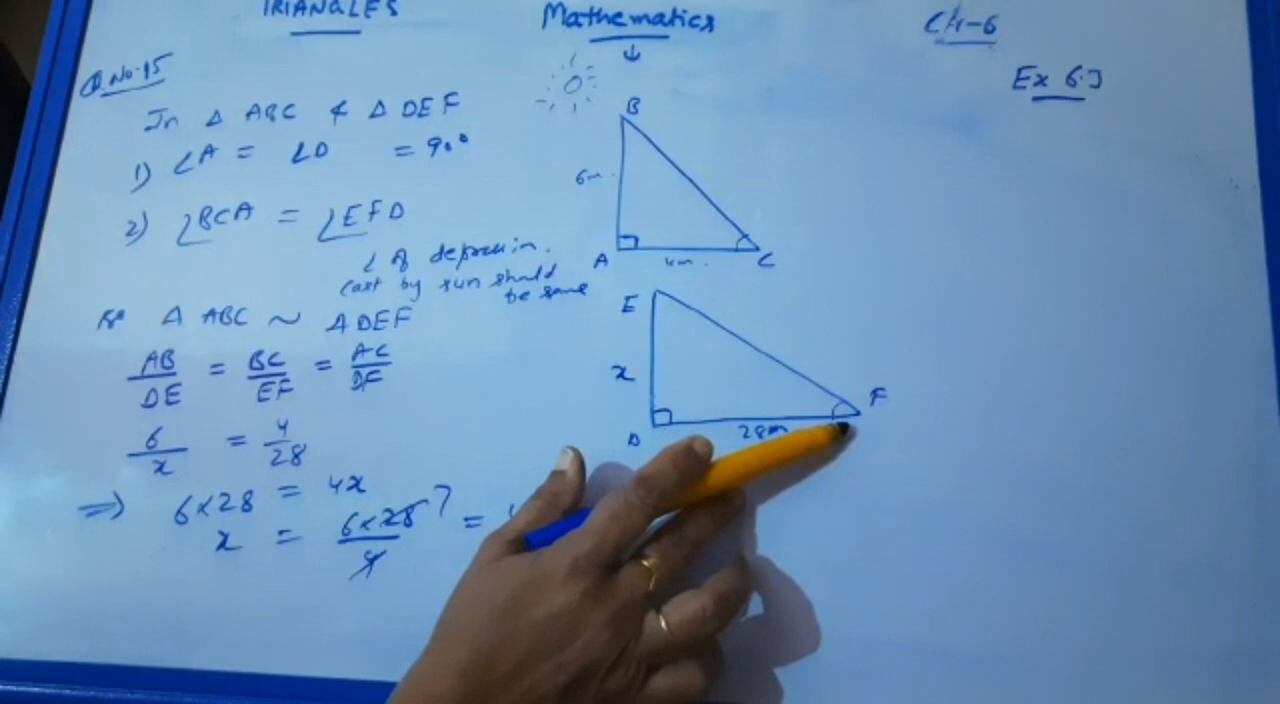 TRIANGLES
Mathematics
Ch-6
Ex 6.3
Q No. 15
In Δ ABC & Δ DEF
1) ∠A = ∠D = 90°
2) ∠BCA = ∠EFD
∠ of depression.
cast by sun should
be same
Δ ABC ~ Δ DEF
AB/DE = BC/EF = AC/DF
6/x = 4/28
⇒ 6×28 = 4x
x = 6×28/4 7 =
B
6m.
A
4m.
C
E
x
D
28m
F